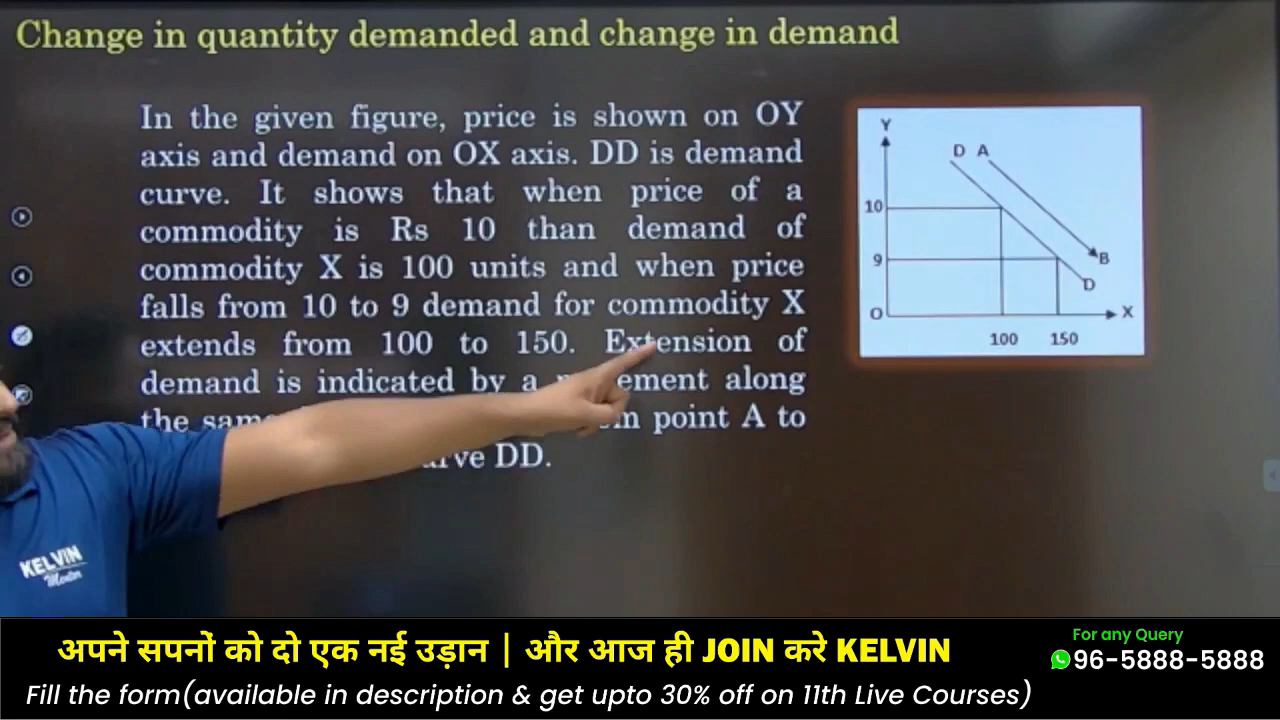 Change in quantity demanded and change in demand
In the given figure, price is shown on OY
axis and demand on OX axis. DD is demand
curve. It shows that when price of a
commodity is Rs 10 than demand of
commodity X is 100 units and when price
falls from 10 to 9 demand for commodity X
extends from 100 to 150. Extension of
demand is indicated by a ement along
the same point A to
DD.
Y
D A
10
9
B
D
O
X
100 150
KELVIN
Mentor
अपने सपनों को दो एक नई उड़ान | और आज ही JOIN करे KELVIN
For any Query
96-5888-5888
Fill the form(available in description & get upto 30% off on 11th Live Courses)